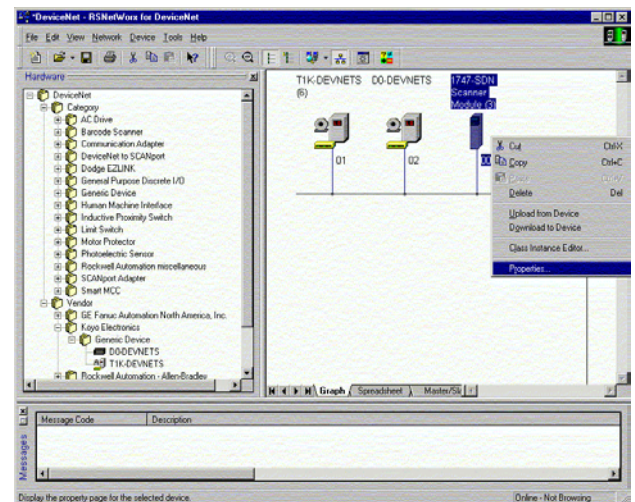 *DeviceNet - RSNetWorx for DeviceNet
File Edit View Network Device Tools Help
Hardware
DeviceNet
Category
AC Drive
Barcode Scanner
Communication Adapter
DeviceNet to SCANport
Dodge EZLINK
General Purpose Discrete I/O
Generic Device
Human Machine Interface
Inductive Proximity Switch
Limit Switch
Motor Protector
Photoelectric Sensor
Rockwell Automation miscellaneous
SCANport Adapter
Smart MCC
Vendor
GE Fanuc Automation North America, Inc.
Koyo Electronics
Generic Device
D0-DEVNETS
T1K-DEVNETS
Rockwell Automation - Allen-Bradley
T1K-DEVNETS
(6)
D0-DEVNETS
1747-SDN
Scanner
Module (3)
01
02
00
Cut Ctrl+X
Copy Ctrl+C
Paste Ctrl+V
Delete Del
Upload from Device
Download to Device
Class Instance Editor...
Properties...
Graph Spreadsheet Master/Sl
Messages
Message Code Description
Display the property page for the selected device. Online - Not Browsing